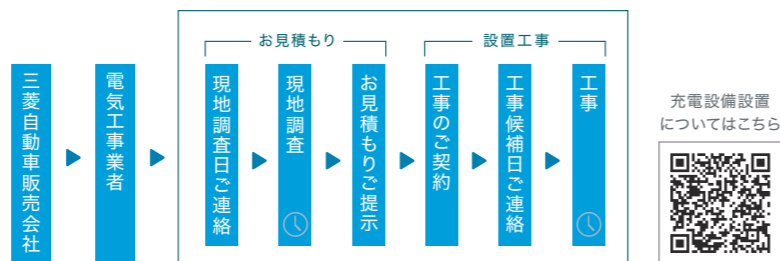 三菱自動車販売会社
電気工事業者
お見積もり
現地調査日ご連絡
現地調査
お見積もりご提示
設置工事
工事のご契約
工事候補日ご連絡
工事
充電設備設置
についてはこちら